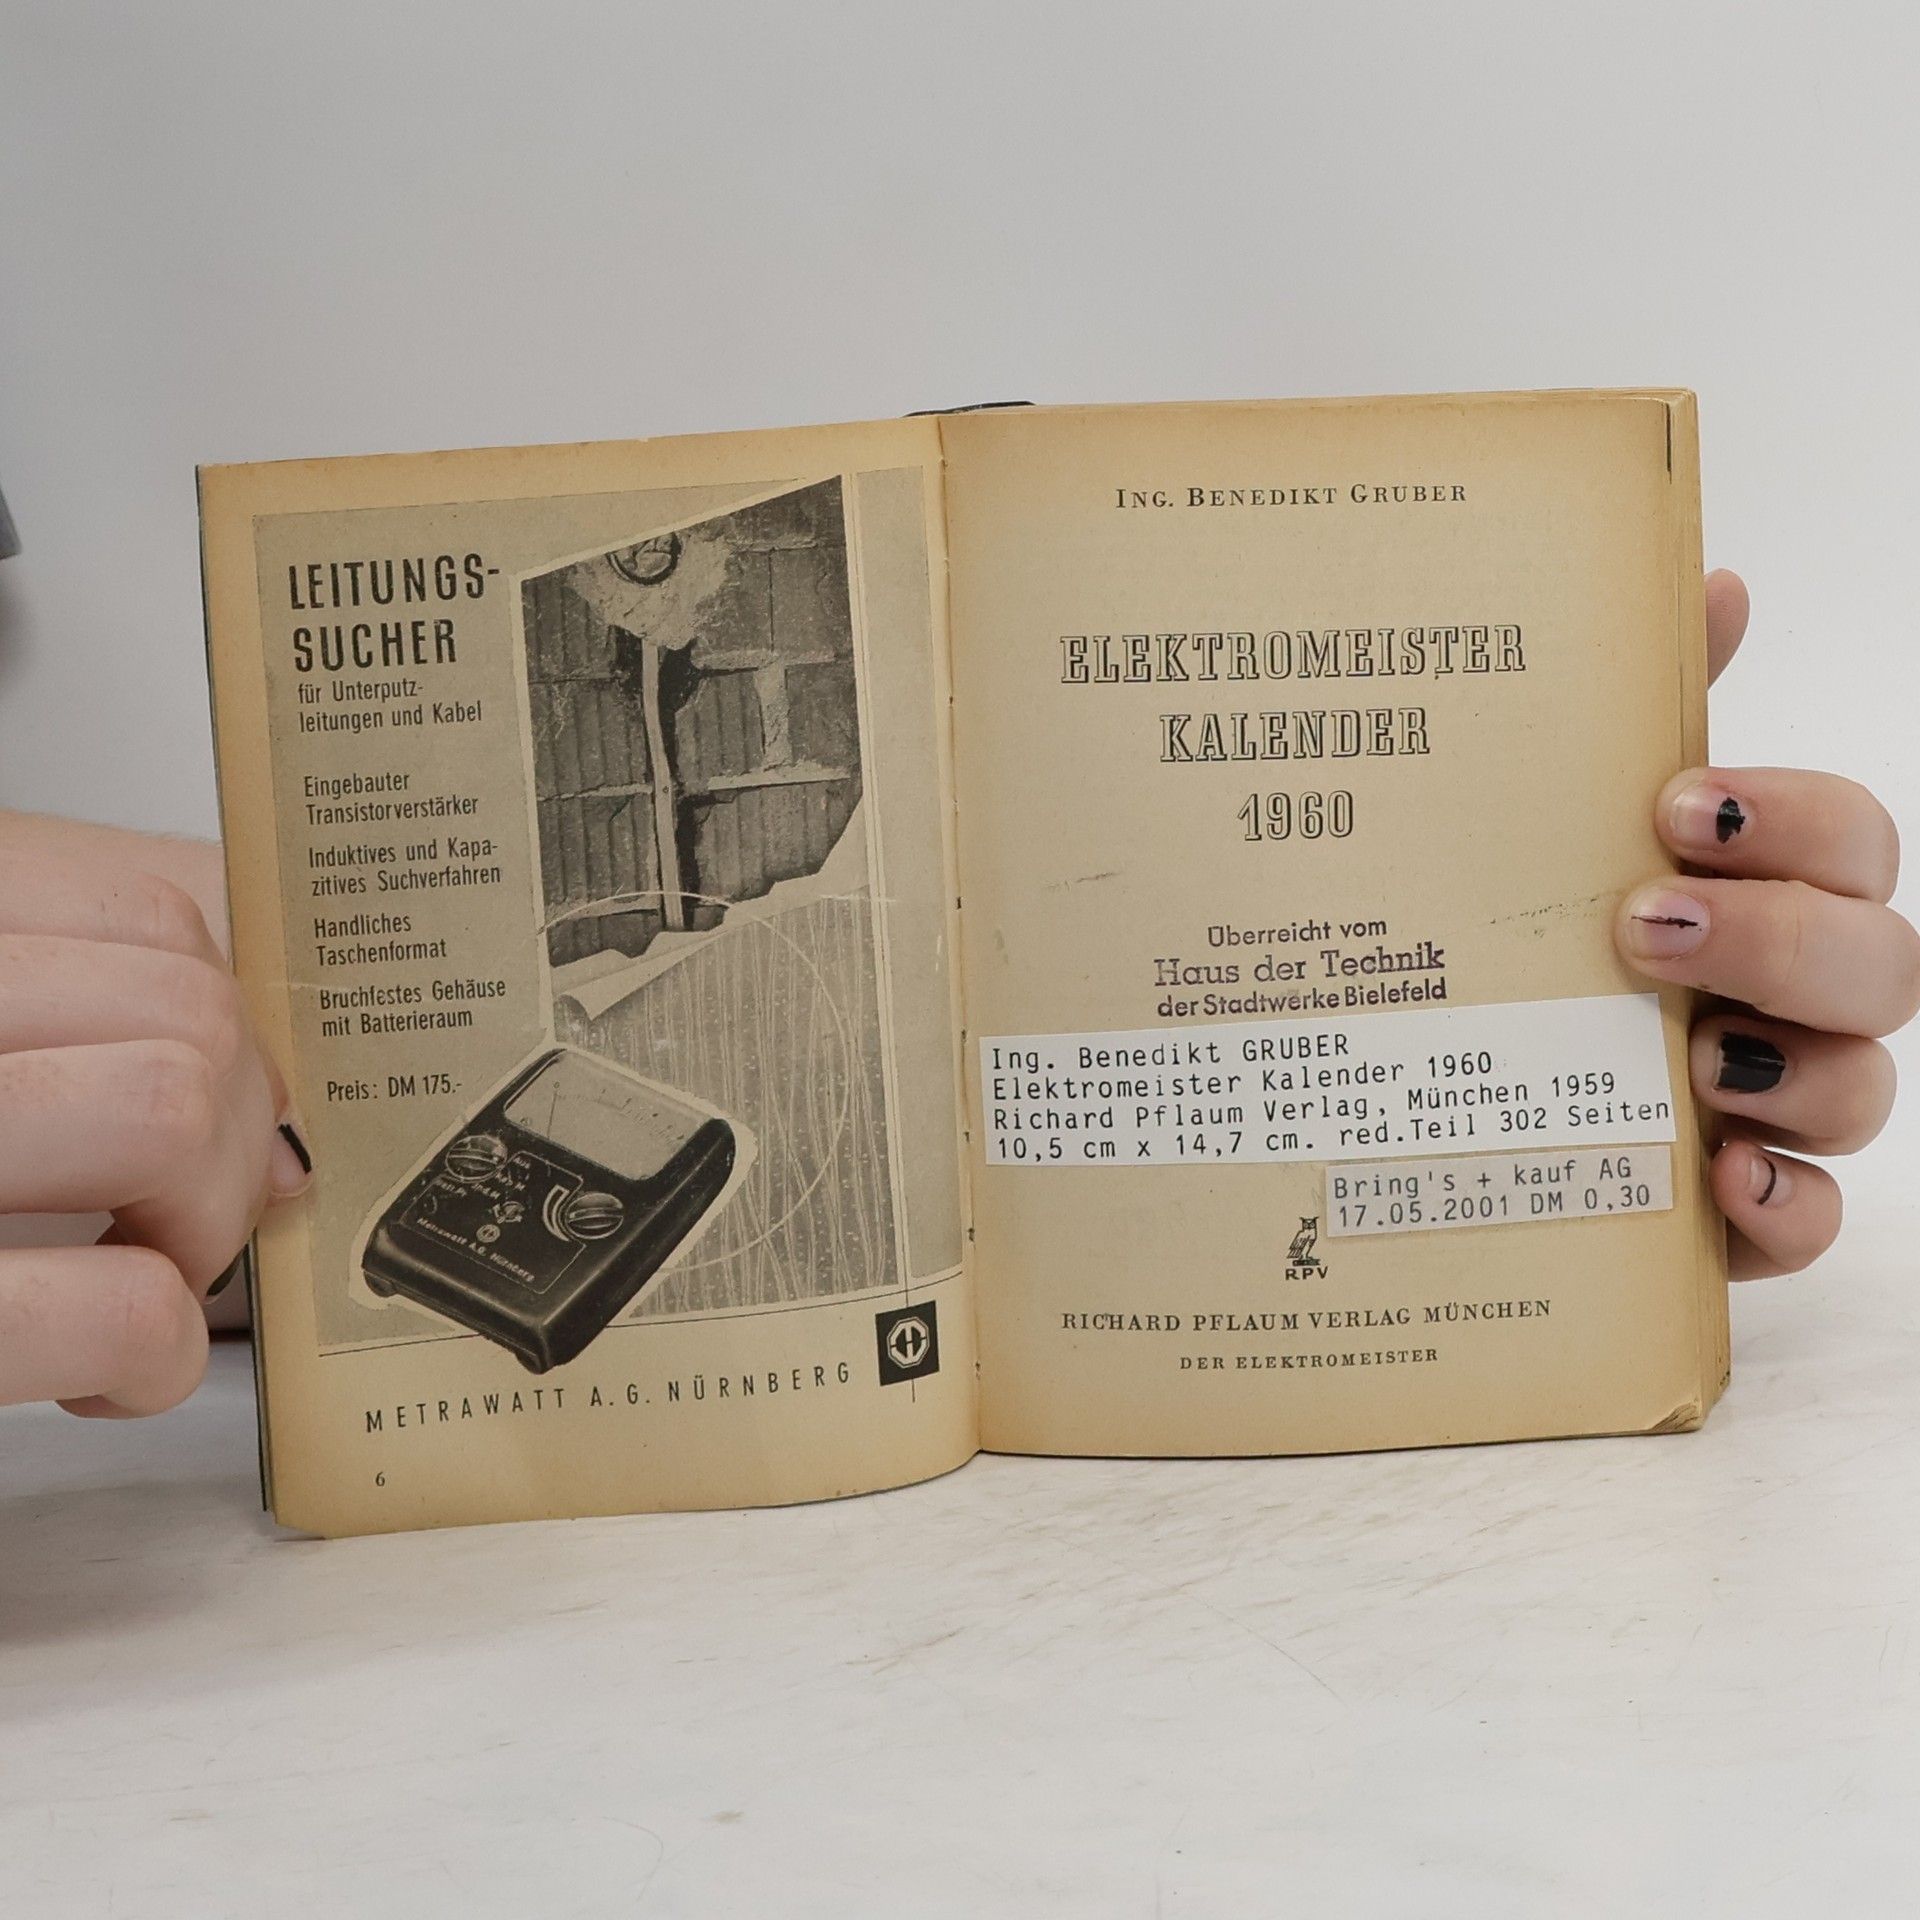 LEITUNGS-
SUCHER
für Unterputz-
leitungen und Kabel
Eingebauter
Transistorverstärker
Induktives und Kapa-
zitives Suchverfahren
Handliches
Taschenformat
Bruchfestes Gehäuse
mit Batterieraum
Preis: DM 175.-
Metrawatt A.G. Nürnberg
METRAWATT A.G. NÜRNBERG
6
ING. BENEDIKT GRUBER
ELEKTROMEISTER
KALENDER
1960
Überreicht vom
Haus der Technik
der Stadtwerke Bielefeld
Ing. Benedikt GRUBER
Elektromeister Kalender 1960
Richard Pflaum Verlag, München 1959
10,5 cm x 14,7 cm. red.Teil 302 Seiten
Bring's + kauf AG
17.05.2001 DM 0,30
RPV
RICHARD PFLAUM VERLAG MÜNCHEN
DER ELEKTROMEISTER